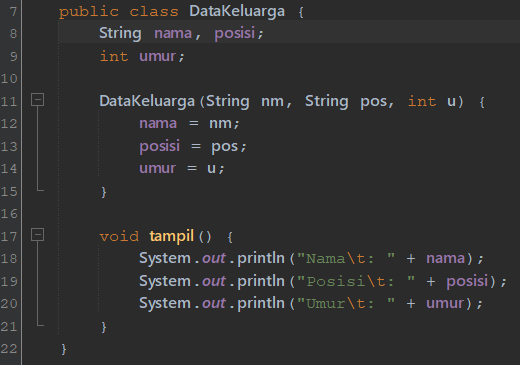 7 public class DataKeluarga {
8 String nama, posisi;
9 int umur;
10
11 DataKeluarga(String nm, String pos, int u) {
12 nama = nm;
13 posisi = pos;
14 umur = u;
15 }
16
17 void tampil() {
18 System.out.println("Nama\t: " + nama);
19 System.out.println("Posisi\t: " + posisi);
20 System.out.println("Umur\t: " + umur);
21 }
22 }